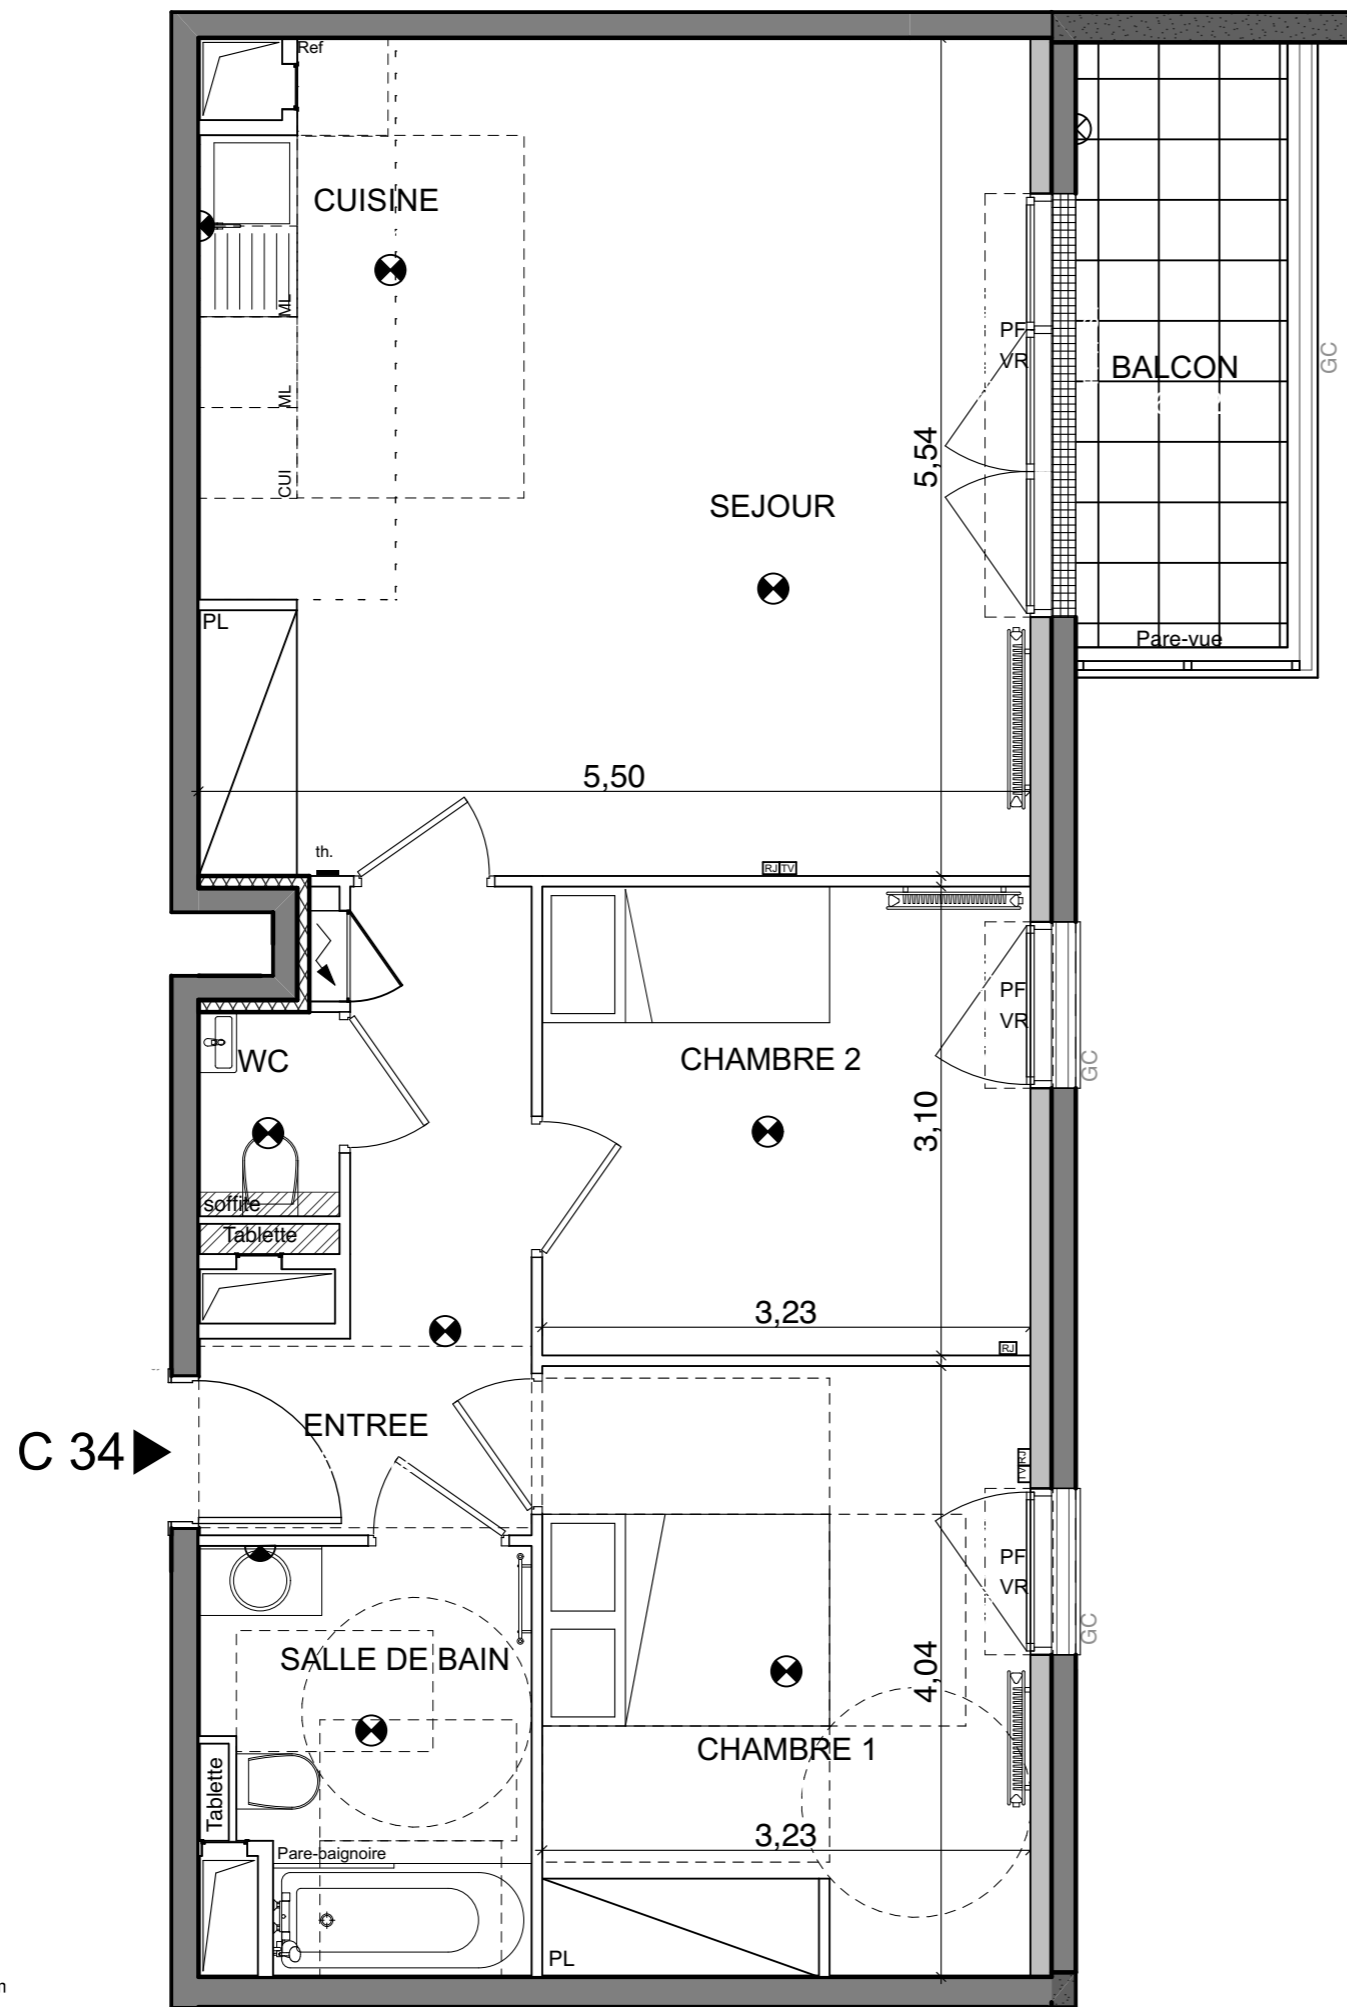 Ref
CUISINE
ML
ML
CUI
PF
VR
BALCON
GC
5,54
SEJOUR
Pare-vue
PL
5,50
th.
RJ TV
PF
VR
GC
WC
CHAMBRE 2
3,10
soffite
Tablette
3,23
RJ
ENTREE
C 34
TV RJ
PF
VR
GC
SALLE DE BAIN
4,04
CHAMBRE 1
Tablette
3,23
Pare-baignoire
PL